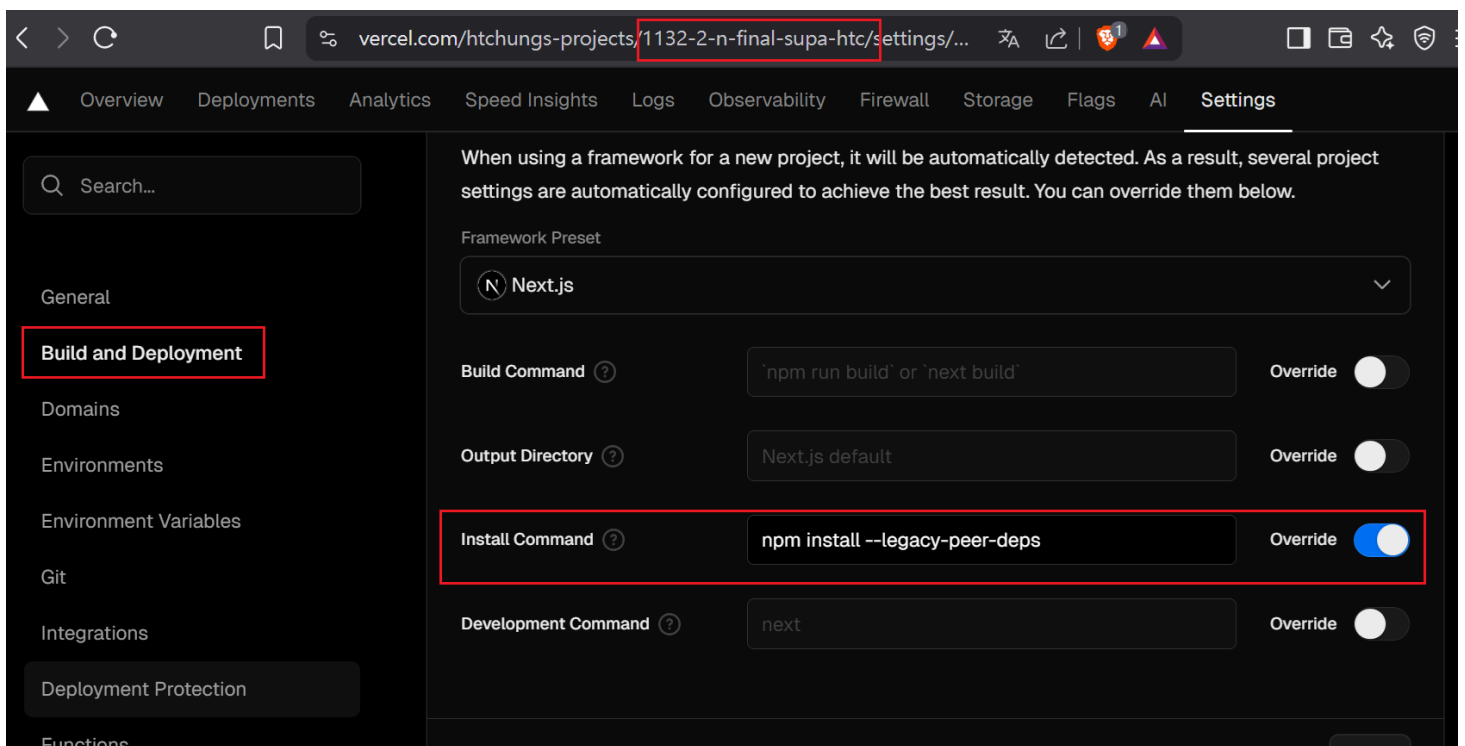 vercel.com/htchungs-projects/1132-2-n-final-supa-htc/settings/...
1
Overview Deployments Analytics Speed Insights Logs Observability Firewall Storage Flags AI Settings
Search...
When using a framework for a new project, it will be automatically detected. As a result, several project
settings are automatically configured to achieve the best result. You can override them below.
Framework Preset
N Next.js
General
Build and Deployment
Domains
Environments
Environment Variables
Git
Integrations
Deployment Protection
Functions
Build Command ? `npm run build` or `next build` Override
Output Directory ? Next.js default Override
Install Command ? npm install --legacy-peer-deps Override
Development Command ? next Override